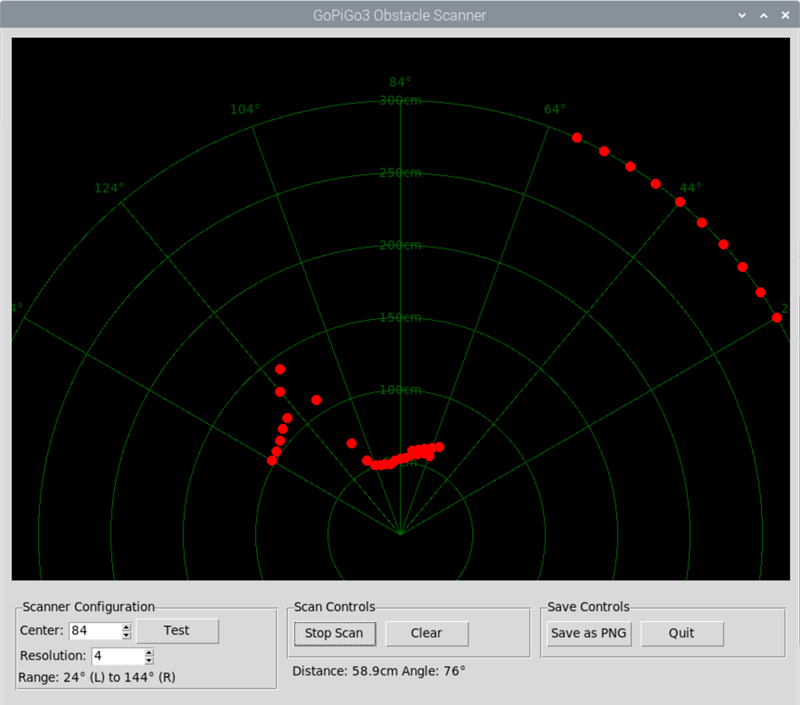 GoPiGo3 Obstacle Scanner
84°
300cm
104°
64°
250cm
124°
44°
200cm
4°
2
150cm
100cm
Scanner Configuration
Center: 84
Test
Resolution: 4
Range: 24° (L) to 144° (R)
Scan Controls
Stop Scan
Clear
Distance: 58.9cm Angle: 76°
Save Controls
Save as PNG
Quit